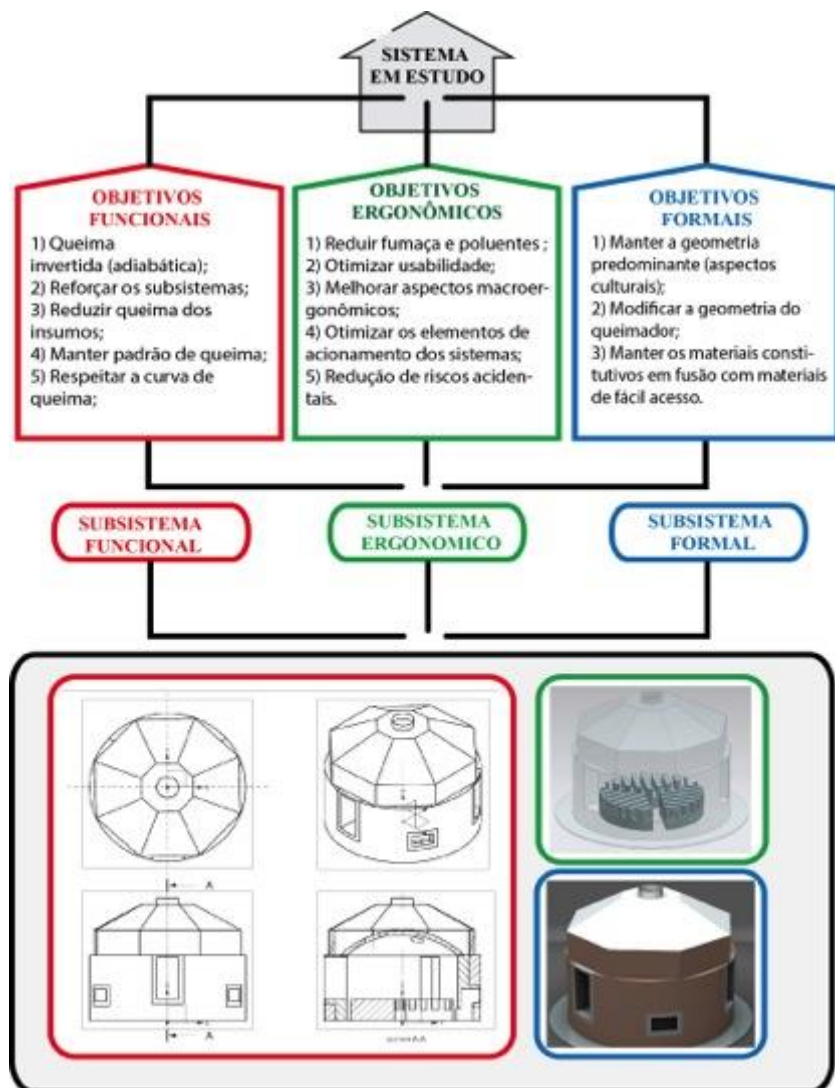 SISTEMA
EM ESTUDO
OBJETIVOS
FUNCIONAIS
1) Queima
invertida (adiabática);
2) Reforçar os subsistemas;
3) Reduzir queima dos
insumos;
4) Manter padrão de queima;
5) Respeitar a curva de
queima;
OBJETIVOS
ERGONÔMICOS
1) Reduzir fumaça e poluentes ;
2) Otimizar usabilidade;
3) Melhorar aspectos macroer-
gonômicos;
4) Otimizar os elementos de
acionamento dos sistemas;
5) Redução de riscos aciden-
tais.
OBJETIVOS
FORMAIS
1) Manter a geometria
predominante (aspectos
culturais);
2) Modificar a geometria do
queimador;
3) Manter os materiais consti-
tutivos em fusão com materiais
de fácil acesso.
SUBSISTEMA
FUNCIONAL
SUBSISTEMA
ERGONOMICO
SUBSISTEMA
FORMAL
A
A